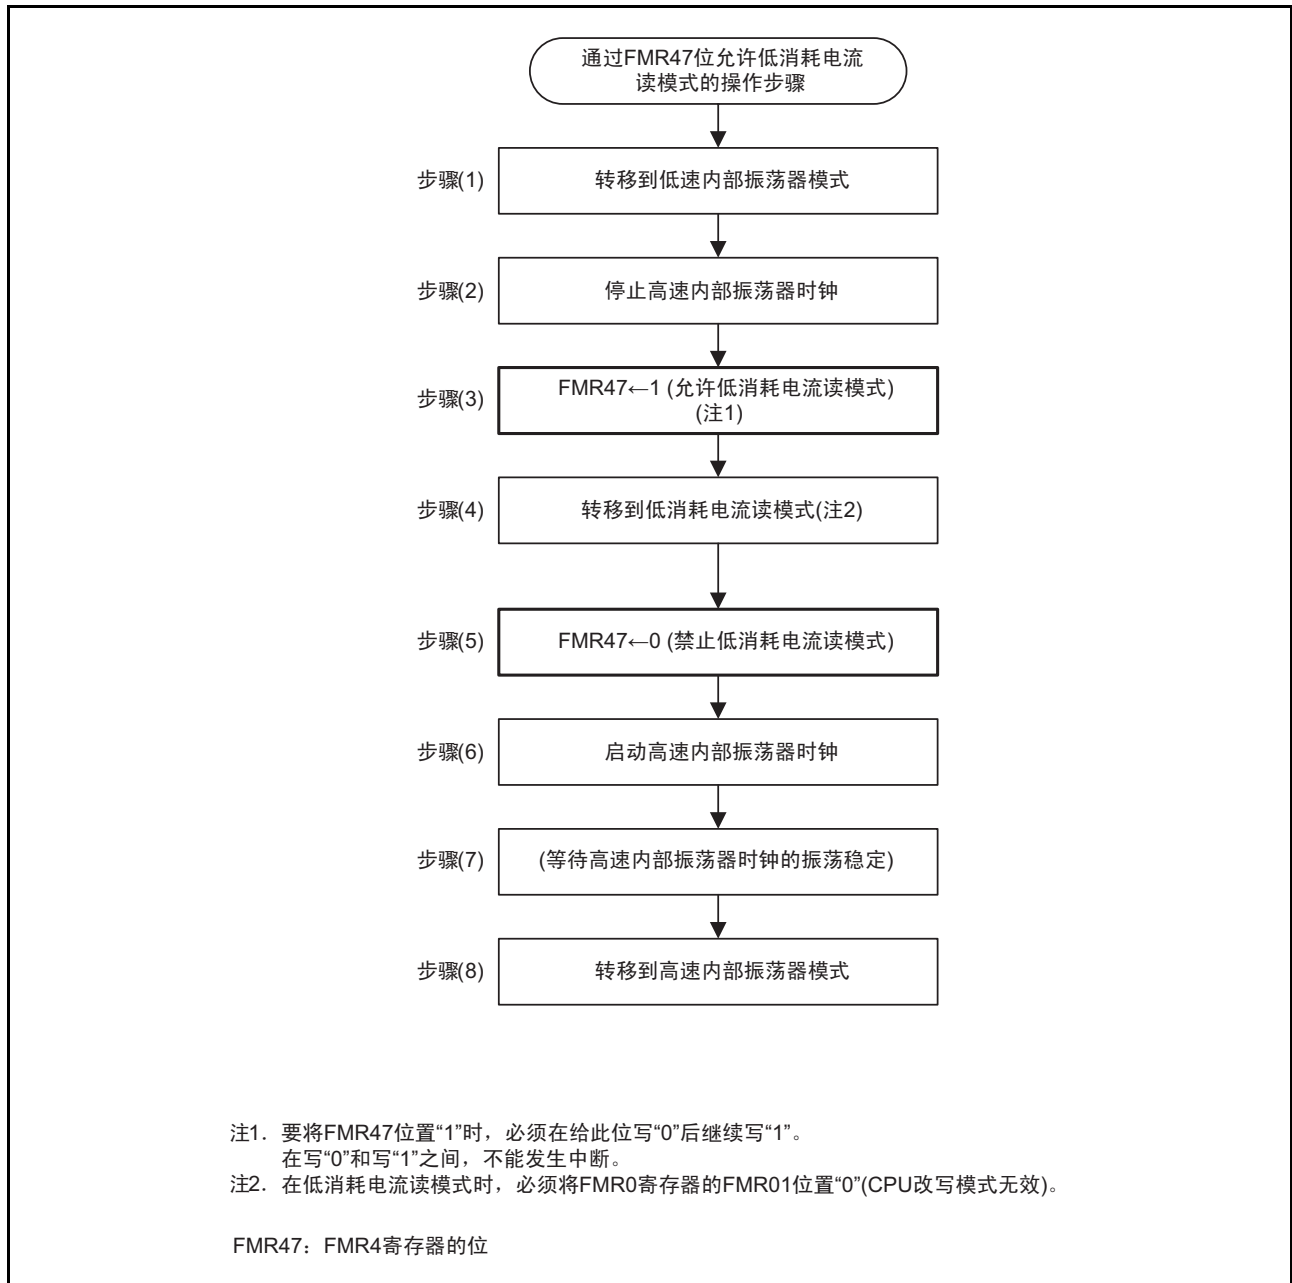 通过FMR47位允许低消耗电流
读模式的操作步骤
步骤(1)
转移到低速内部振荡器模式
步骤(2)
停止高速内部振荡器时钟
步骤(3)
FMR47←1 (允许低消耗电流读模式)
(注1)
步骤(4)
转移到低消耗电流读模式(注2)
步骤(5)
FMR47←0 (禁止低消耗电流读模式)
步骤(6)
启动高速内部振荡器时钟
步骤(7)
(等待高速内部振荡器时钟的振荡稳定)
步骤(8)
转移到高速内部振荡器模式
注1. 要将FMR47位置“1”时，必须在给此位写“0”后继续写“1”。
在写“0”和写“1”之间，不能发生中断。
注2. 在低消耗电流读模式时，必须将FMR0寄存器的FMR01位置“0”(CPU改写模式无效)。
FMR47：FMR4寄存器的位